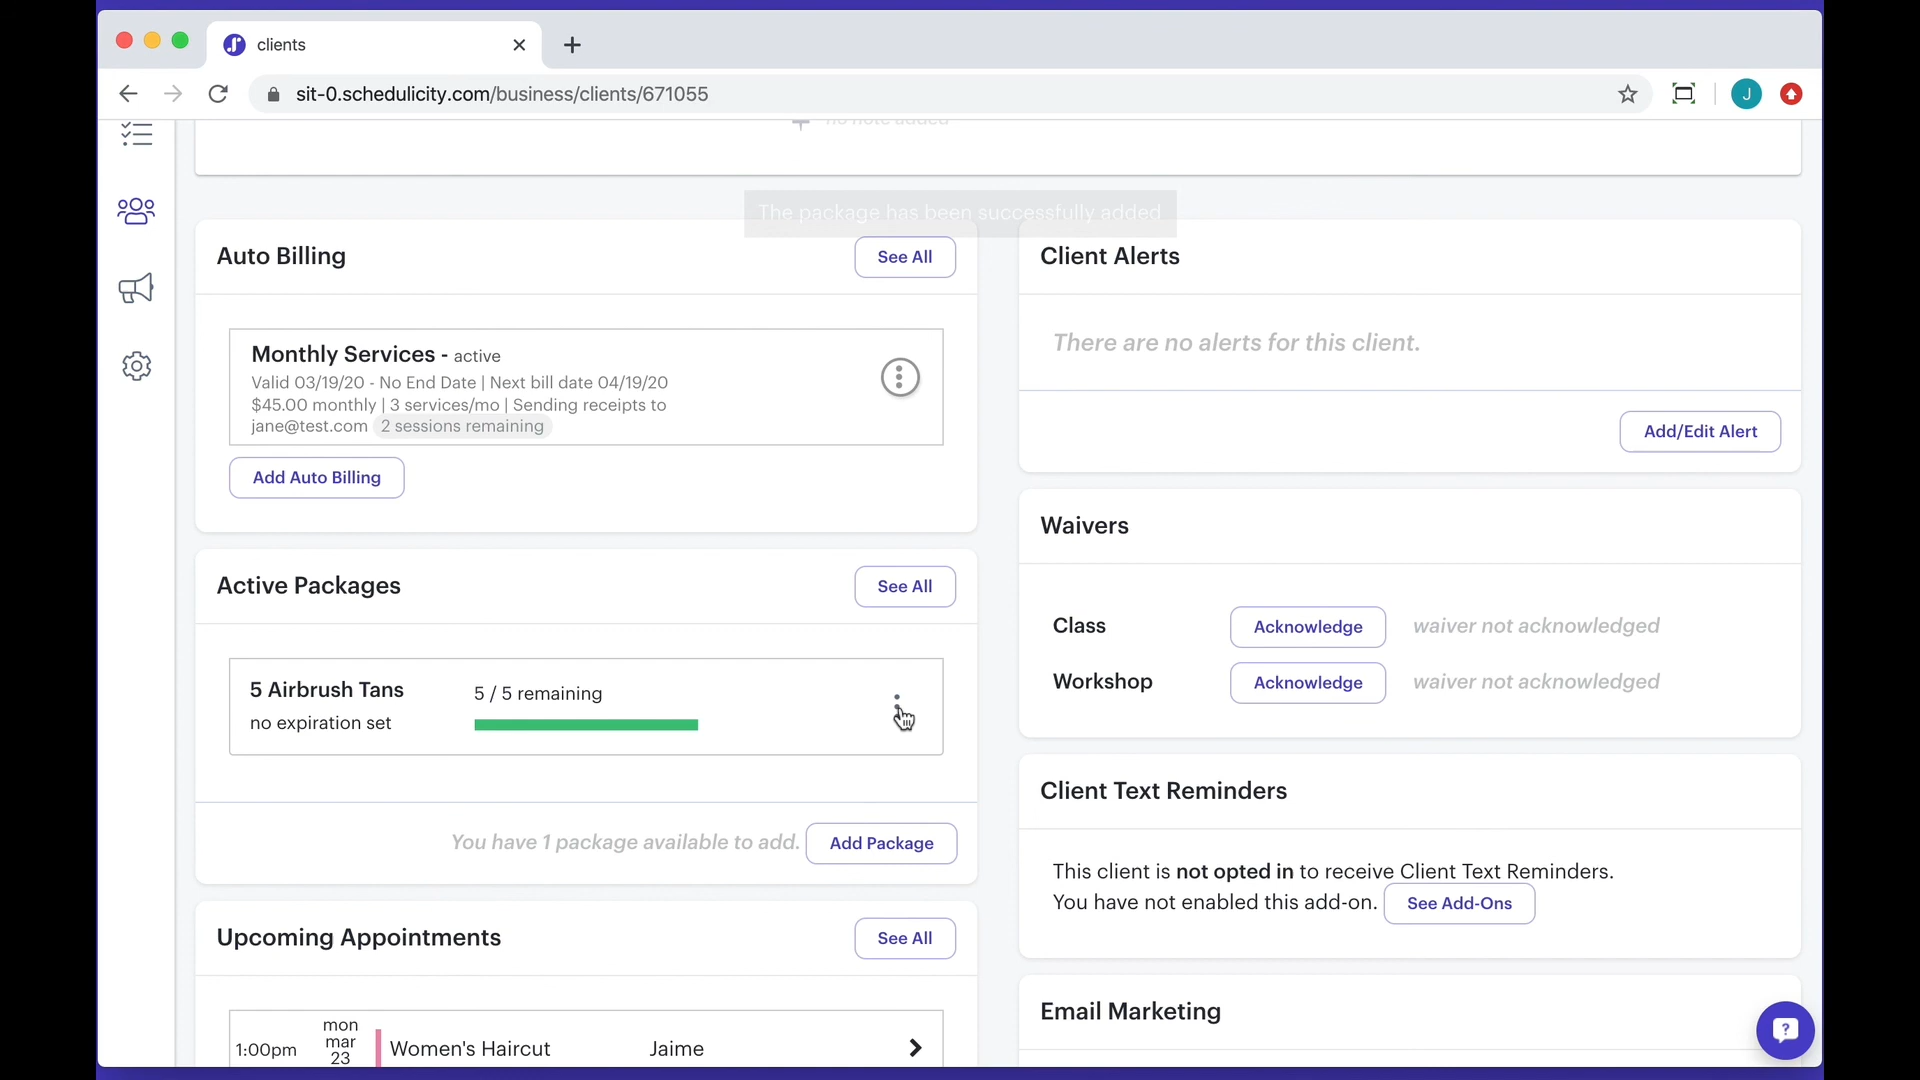 clients
sit-0.schedulicity.com/business/clients/671055
J
no note added
The package has been successfully added
Auto Billing
See All
Monthly Services - active
Valid 03/19/20 - No End Date | Next bill date 04/19/20
$45.00 monthly | 3 services/mo | Sending receipts to
jane@test.com 2 sessions remaining
Add Auto Billing
Active Packages
See All
5 Airbrush Tans
5 / 5 remaining
no expiration set
You have 1 package available to add.
Add Package
Upcoming Appointments
See All
1:00pm
mon
mar
23
Women's Haircut
Jaime
Client Alerts
There are no alerts for this client.
Add/Edit Alert
Waivers
Class
Acknowledge
waiver not acknowledged
Workshop
Acknowledge
waiver not acknowledged
Client Text Reminders
This client is not opted in to receive Client Text Reminders.
You have not enabled this add-on. See Add-Ons
Email Marketing
?